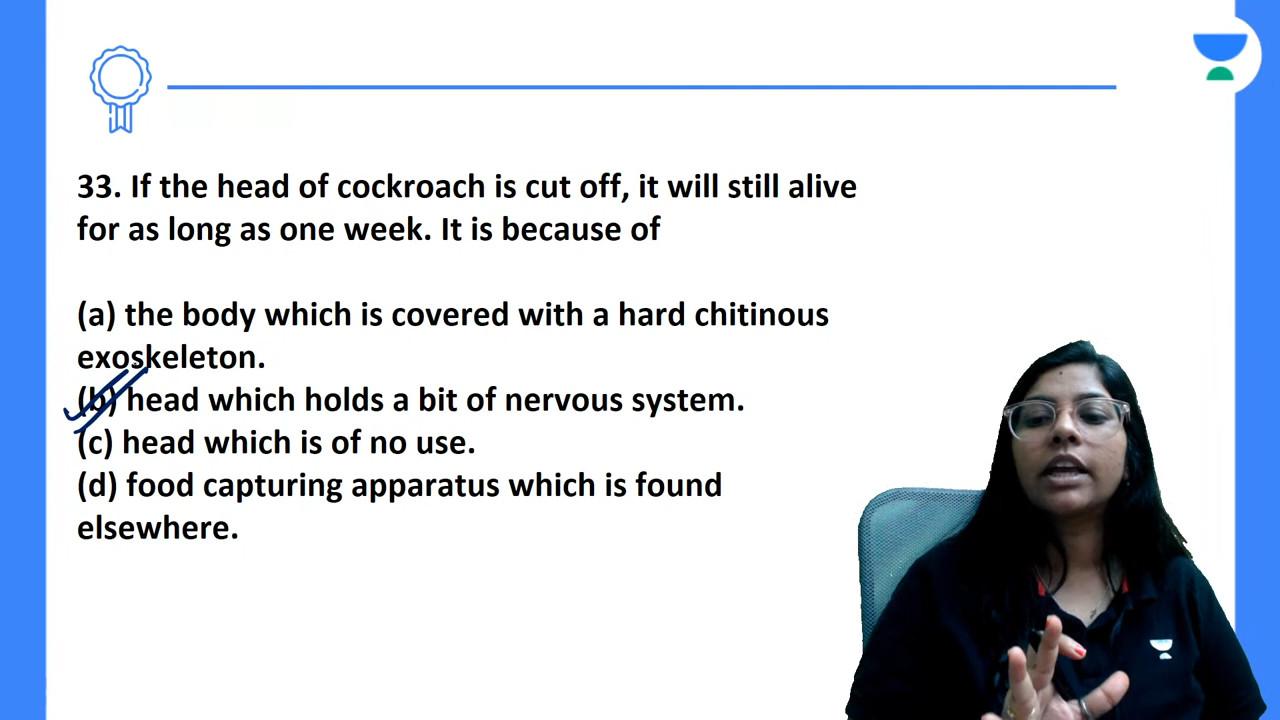 33. If the head of cockroach is cut off, it will still alive
for as long as one week. It is because of
(a) the body which is covered with a hard chitinous
exoskeleton.
(b) head which holds a bit of nervous system.
(c) head which is of no use.
(d) food capturing apparatus which is found
elsewhere.